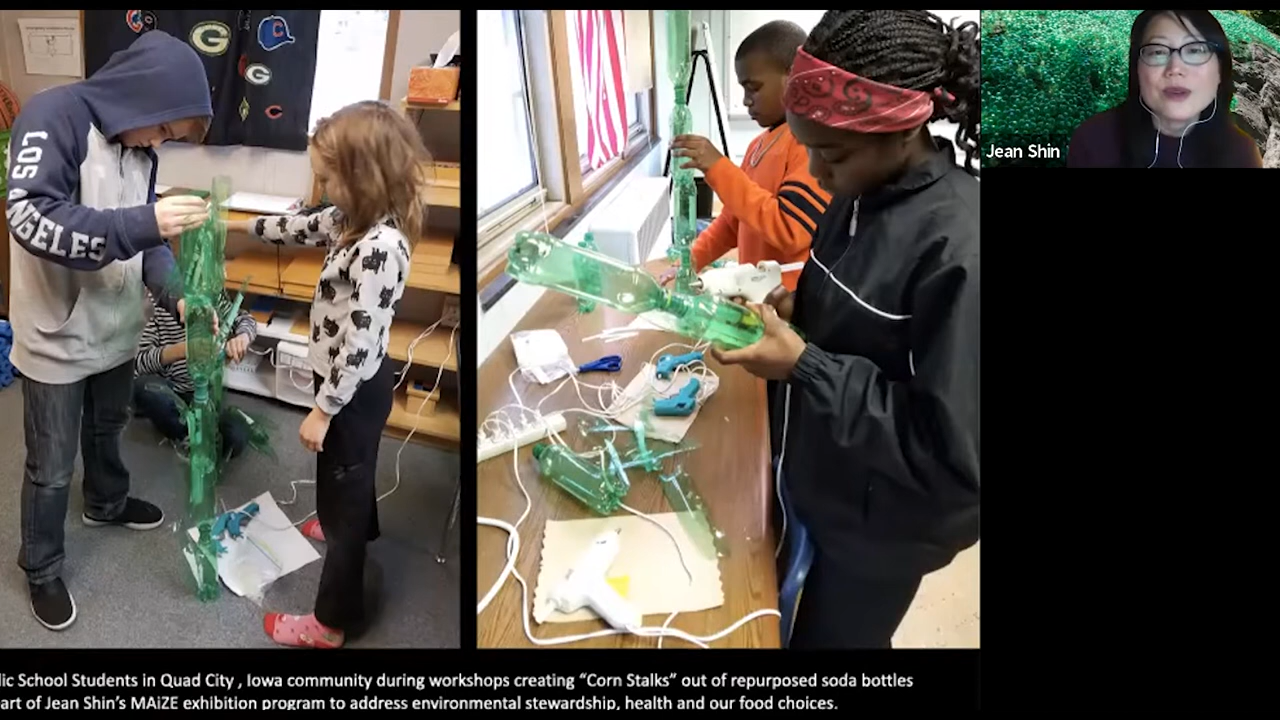 LOS ANGELES
G
G
C
Jean Shin
lic School Students in Quad City , Iowa community during workshops creating “Corn Stalks” out of repurposed soda bottles
art of Jean Shin’s MAiZE exhibition program to address environmental stewardship, health and our food choices.